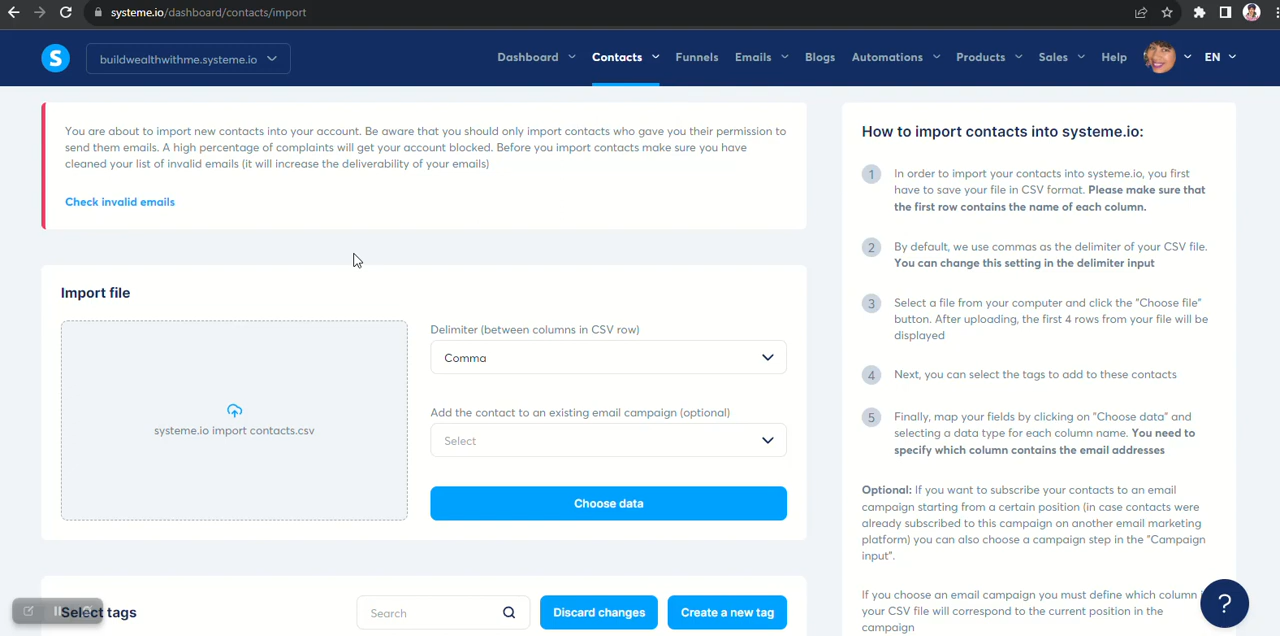 systeme.io/dashboard/contacts/import
S
buildwealthwithme.systeme.io
Dashboard
Contacts
Funnels
Emails
Blogs
Automations
Products
Sales
Help
EN
You are about to import new contacts into your account. Be aware that you should only import contacts who gave you their permission to
send them emails. A high percentage of complaints will get your account blocked. Before you import contacts make sure you have
cleaned your list of invalid emails (it will increase the deliverability of your emails)
Check invalid emails
Import file
systeme.io import contacts.csv
Delimiter (between columns in CSV row)
Comma
Add the contact to an existing email campaign (optional)
Select
Choose data
Select tags
Search
Discard changes
Create a new tag
How to import contacts into systeme.io:
1
In order to import your contacts into systeme.io, you first
have to save your file in CSV format. Please make sure that
the first row contains the name of each column.
2
By default, we use commas as the delimiter of your CSV file.
You can change this setting in the delimiter input
3
Select a file from your computer and click the "Choose file"
button. After uploading, the first 4 rows from your file will be
displayed
4
Next, you can select the tags to add to these contacts
5
Finally, map your fields by clicking on "Choose data" and
selecting a data type for each column name. You need to
specify which column contains the email addresses
Optional: If you want to subscribe your contacts to an email
campaign starting from a certain position (in case contacts were
already subscribed to this campaign on another email marketing
platform) you can also choose a campaign step in the "Campaign
input".
If you choose an email campaign you must define which column
your CSV file will correspond to the current position in the
campaign
?